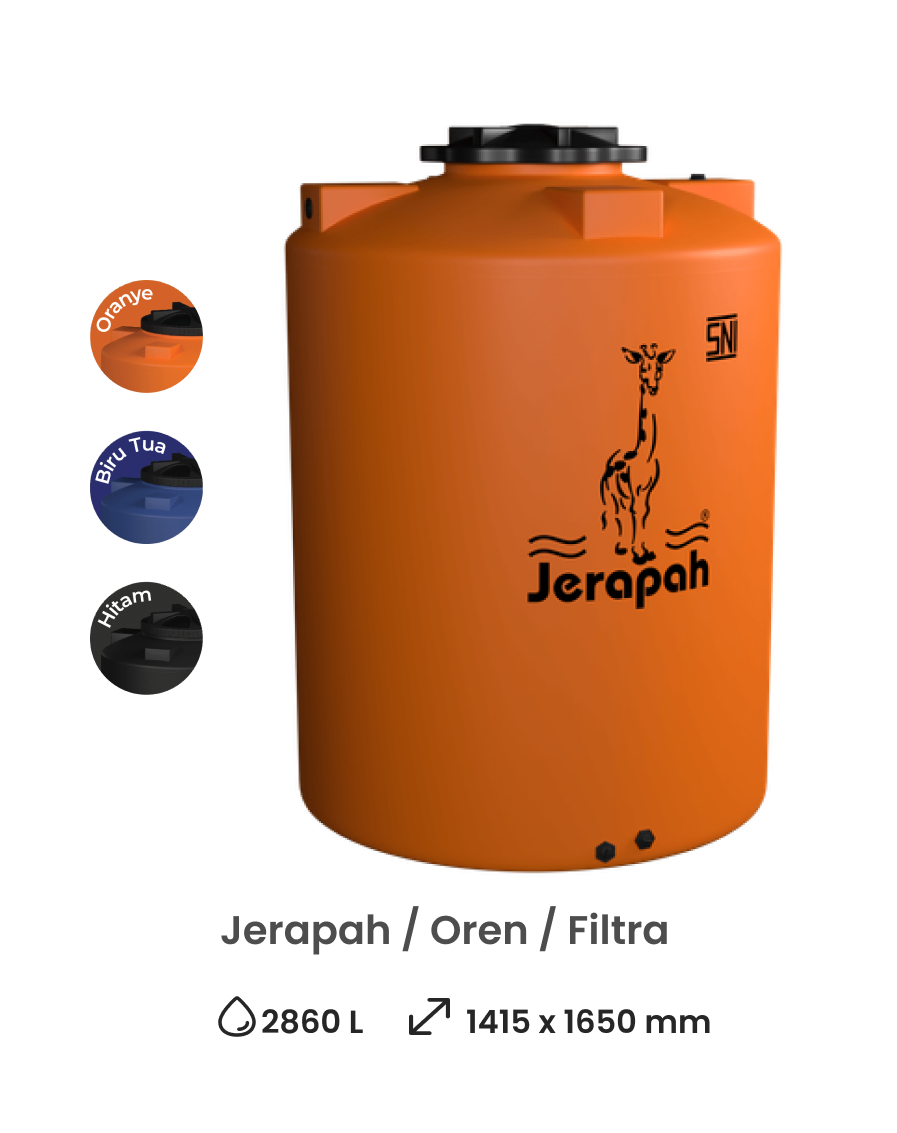 Oranye
Biru Tua
Hitam
SNI
®
Jerapah
Jerapah / Oren / Filtra
2860 L
1415 x 1650 mm